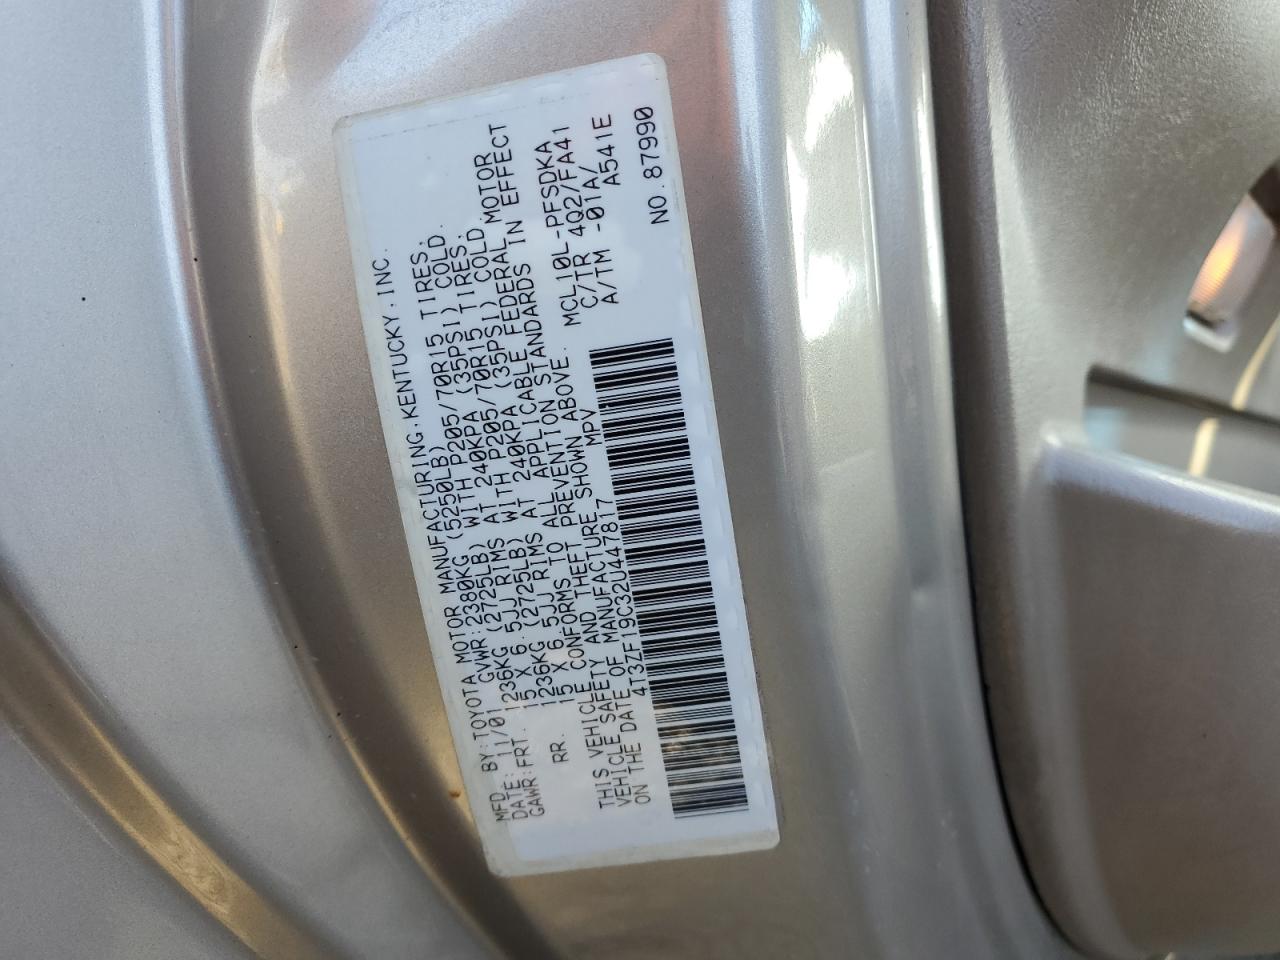 MFD. BY:TOYOTA MOTOR MANUFACTURING,KENTUCKY,INC.
DATE: 11/01 GVWR:2380KG (5250LB)
GAWR:FRT. 1236KG (2725LB) WITH P205/70R15 TIRES,
15 X 6.5JJ RIMS AT 240KPA (35PSI) COLD.
RR. 1236KG (2725LB) WITH P205/70R15 TIRES,
15 X 6.5JJ RIMS AT 240KPA (35PSI) COLD.
THIS VEHICLE CONFORMS TO ALL APPLICABLE FEDERAL MOTOR
VEHICLE SAFETY AND THEFT PREVENTION STANDARDS IN EFFECT
ON THE DATE OF MANUFACTURE SHOWN ABOVE.
4T3ZF19C32U447817 MPV
MCL10L-PFSDKA
C/TR 4Q2/FA41
A/TM -01A/
A541E
NO.87990